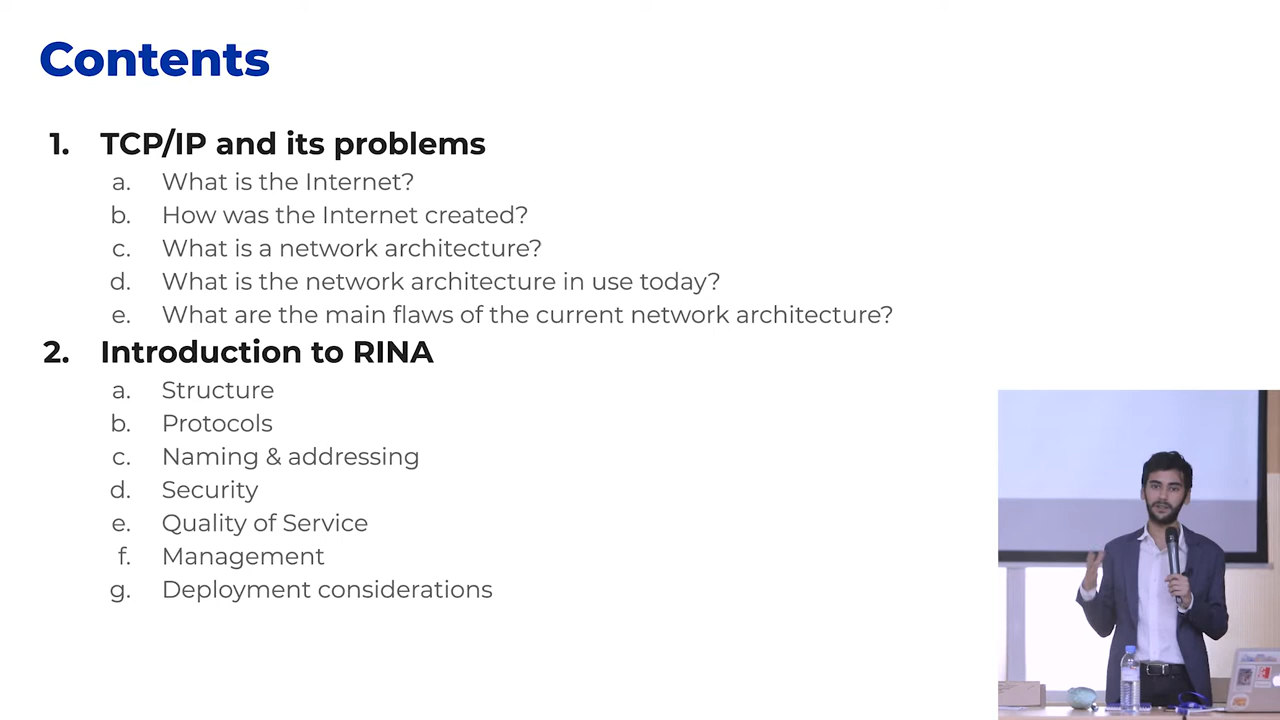 Contents
1. TCP/IP and its problems
a. What is the Internet?
b. How was the Internet created?
c. What is a network architecture?
d. What is the network architecture in use today?
e. What are the main flaws of the current network architecture?
2. Introduction to RINA
a. Structure
b. Protocols
c. Naming & addressing
d. Security
e. Quality of Service
f. Management
g. Deployment considerations